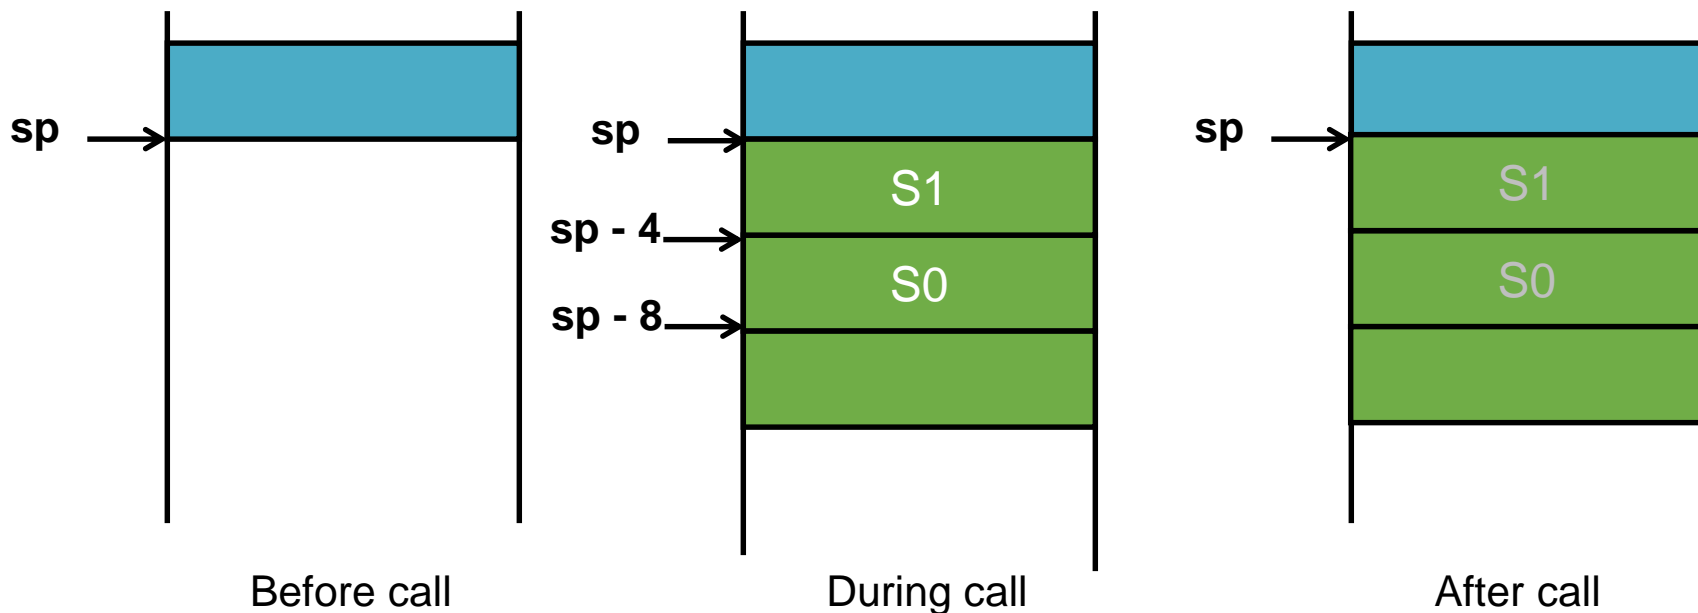 sp
Before call
sp
S1
sp - 4
S0
sp - 8
During call
sp
S1
S0
After call